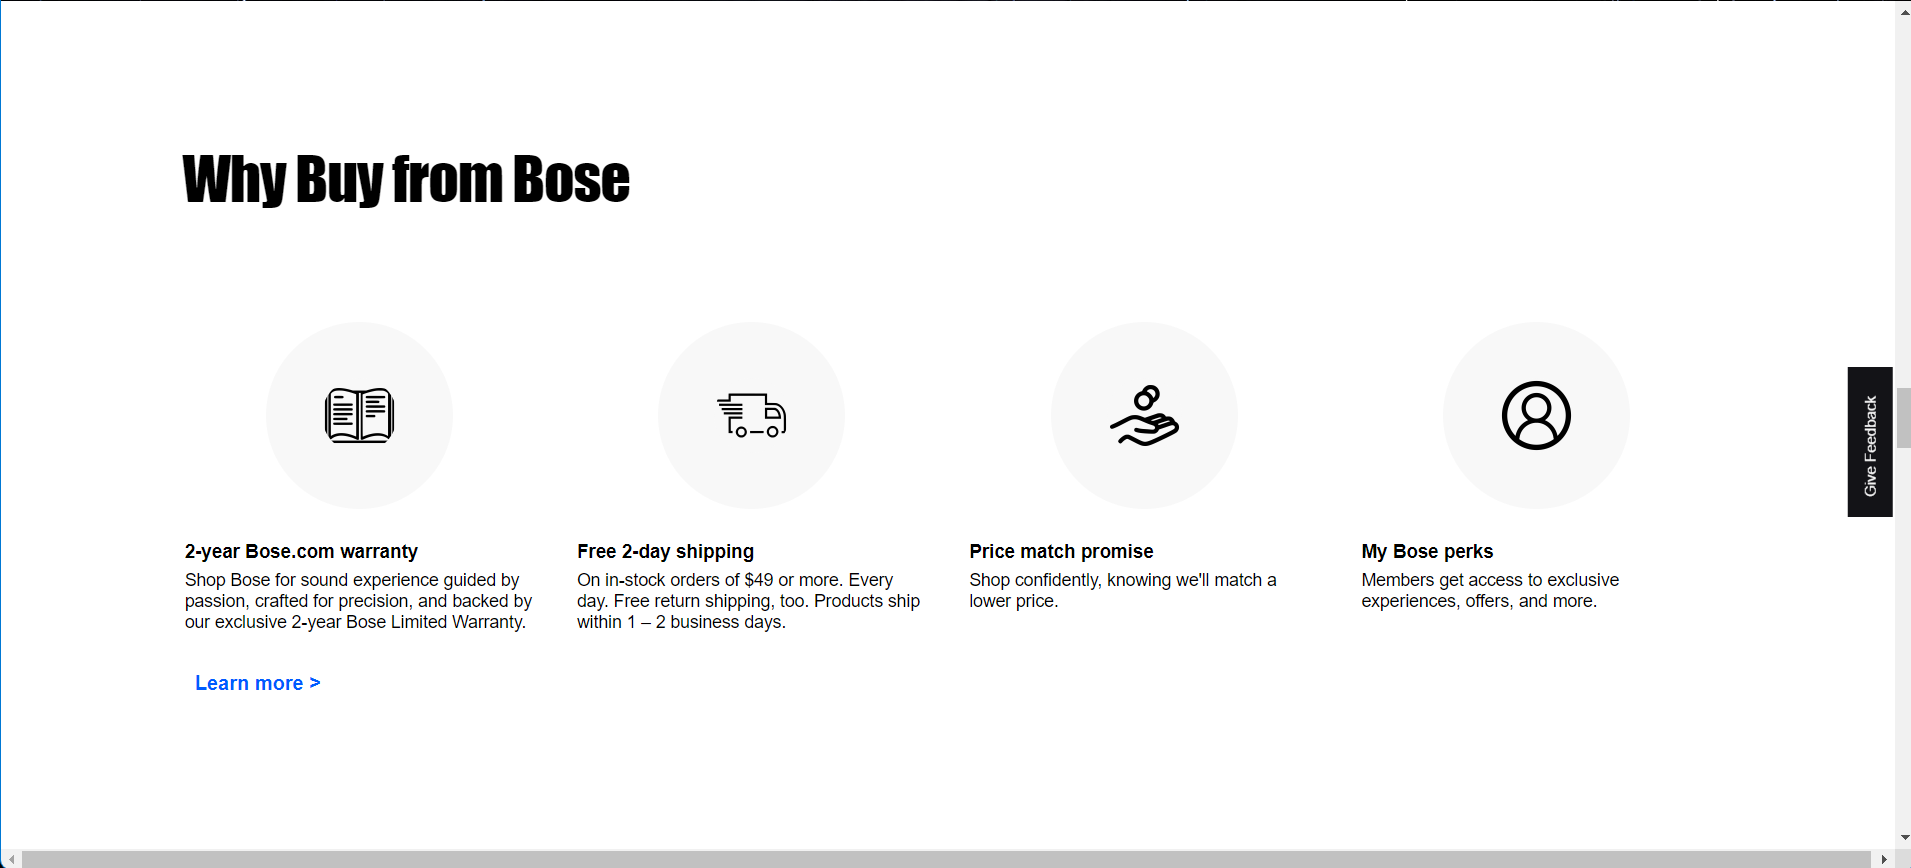 Why Buy from Bose
2-year Bose.com warranty
Shop Bose for sound experience guided by
passion, crafted for precision, and backed by
our exclusive 2-year Bose Limited Warranty.
Learn more >
Free 2-day shipping
On in-stock orders of $49 or more. Every
day. Free return shipping, too. Products ship
within 1 – 2 business days.
Price match promise
Shop confidently, knowing we'll match a
lower price.
My Bose perks
Members get access to exclusive
experiences, offers, and more.
Give Feedback